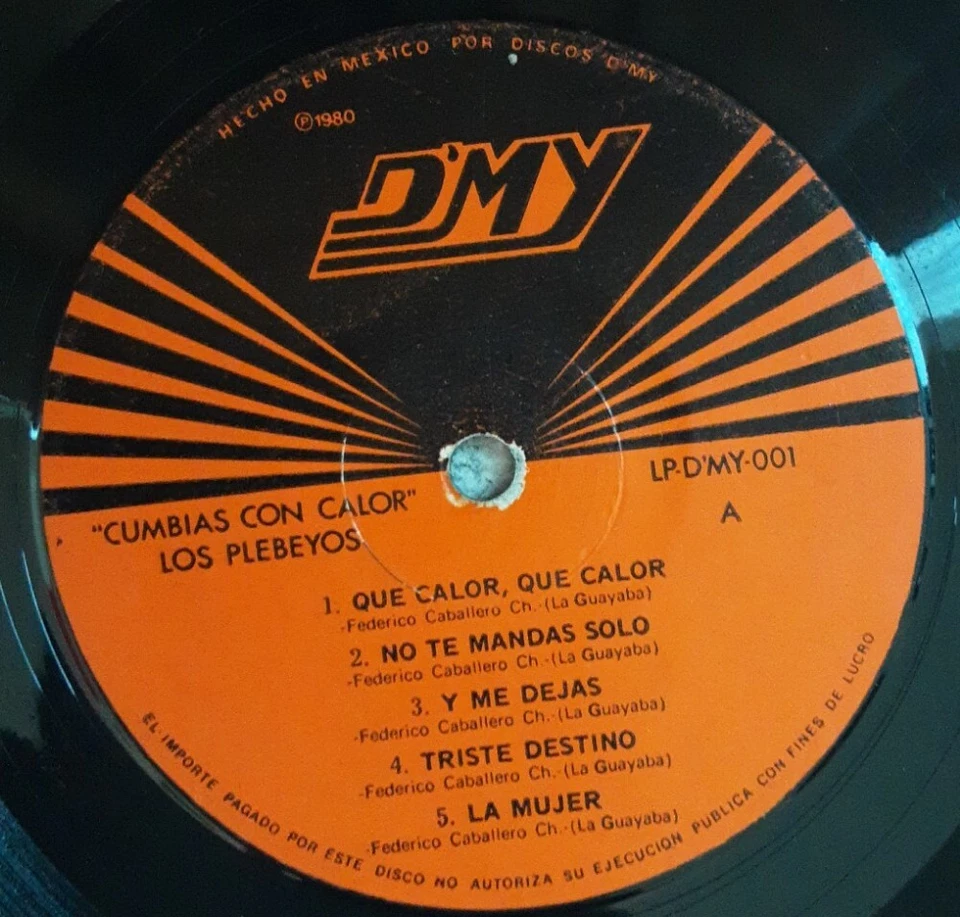 HECHO EN MEXICO POR DISCOS D'MY
Ⓟ1980
D'MY
LP-D'MY-001
A
"CUMBIAS CON CALOR"
LOS PLEBEYOS
1. QUE CALOR, QUE CALOR
-Federico Caballero Ch.-(La Guayaba)
2. NO TE MANDAS SOLO
-Federico Caballero Ch.-(La Guayaba)
3. Y ME DEJAS
-Federico Caballero Ch.-(La Guayaba)
4. TRISTE DESTINO
-Federico Caballero Ch.-(La Guayaba)
5. LA MUJER
-Federico Caballero Ch.-(La Guayaba)
EL IMPORTE PAGADO POR ESTE DISCO NO AUTORIZA SU EJECUCION PUBLICA CON FINES DE LUCRO